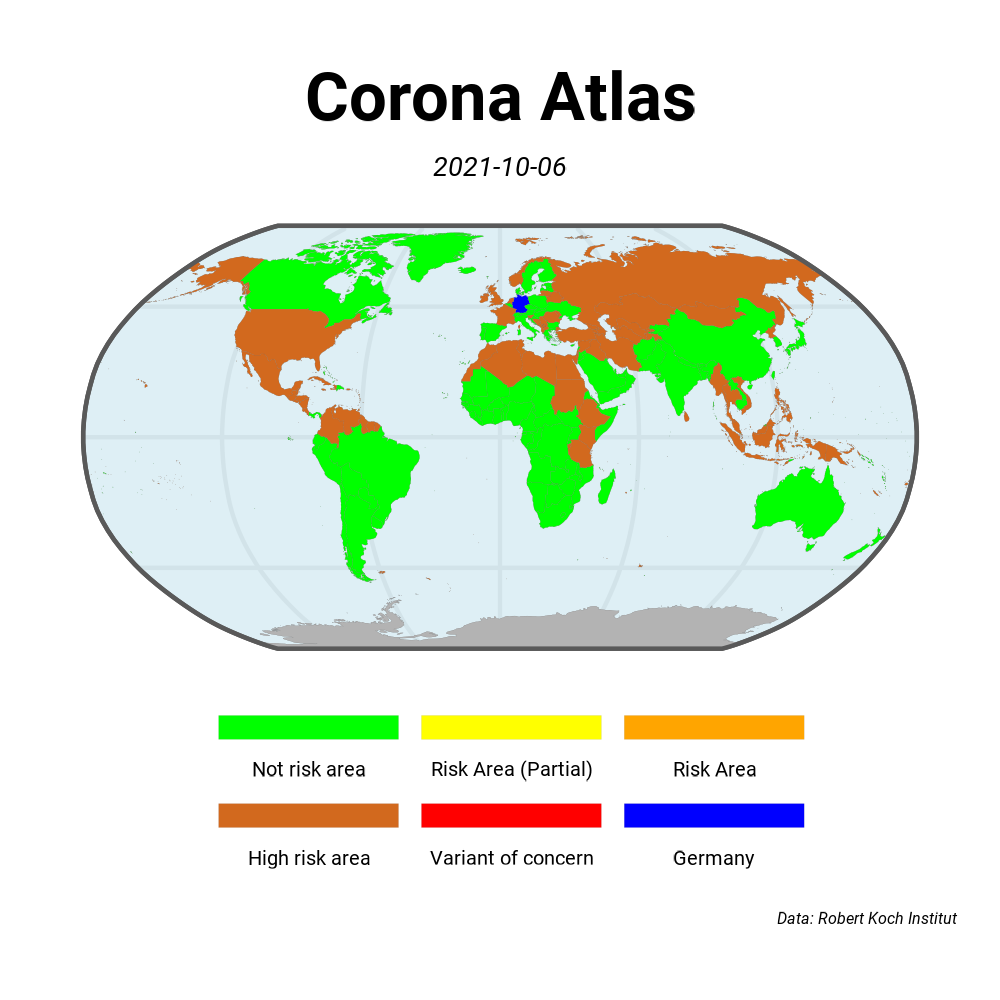 Corona Atlas
2021-10-06
Not risk area
Risk Area (Partial)
Risk Area
High risk area
Variant of concern
Germany
Data: Robert Koch Institut